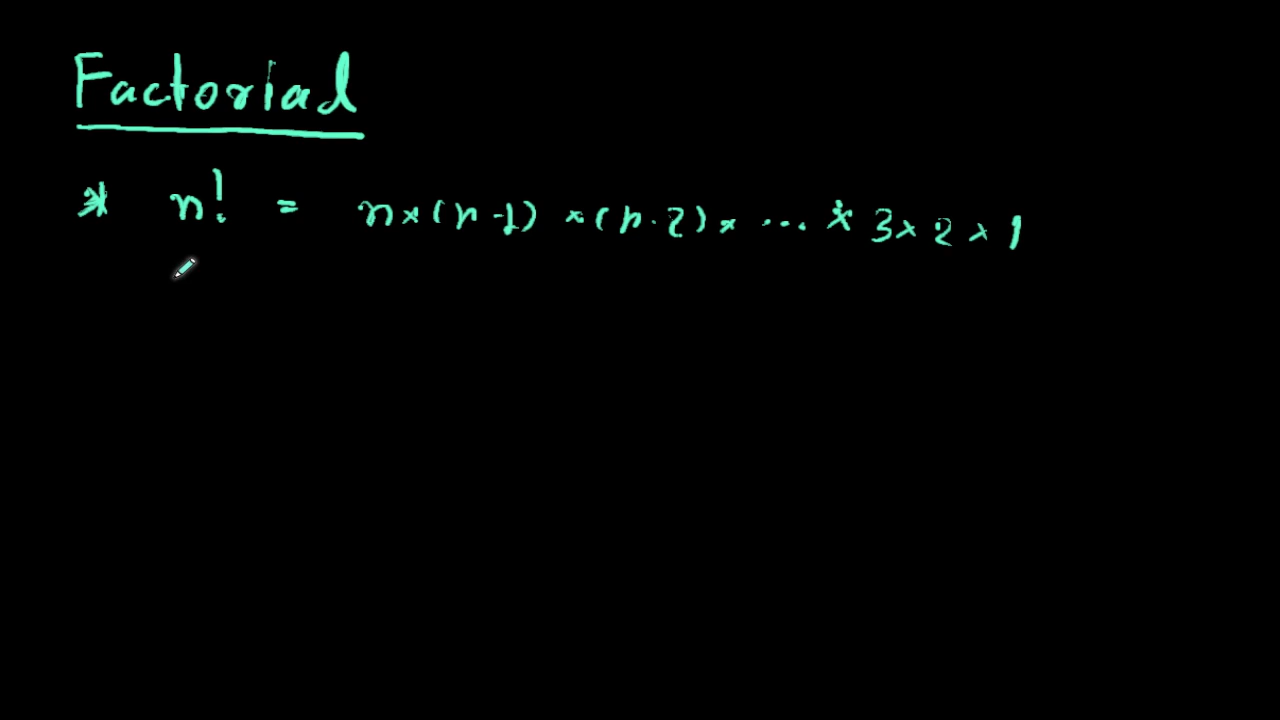 Factorial
* n! = n × (n-1) × (n-2) × ... × 3 × 2 × 1